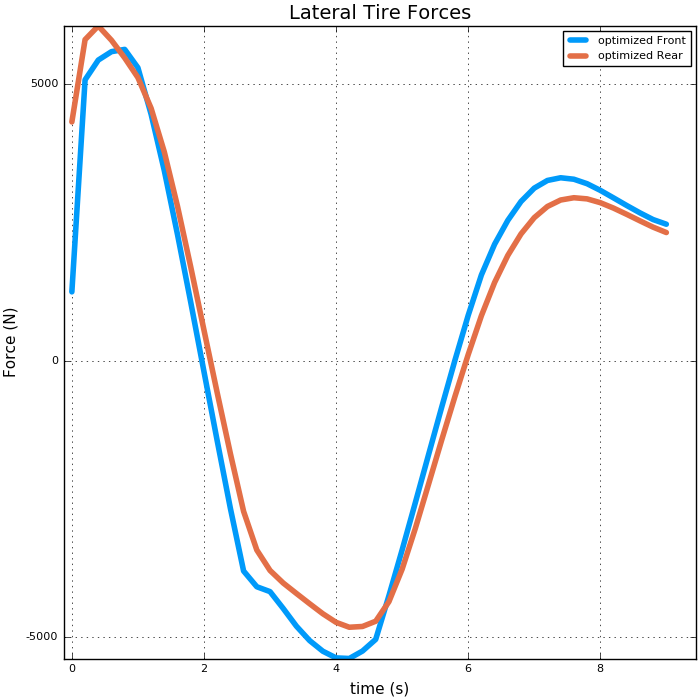 Lateral Tire Forces
optimized Front
optimized Rear
Force (N)
5000
0
-5000
0 2 4 6 8
time (s)